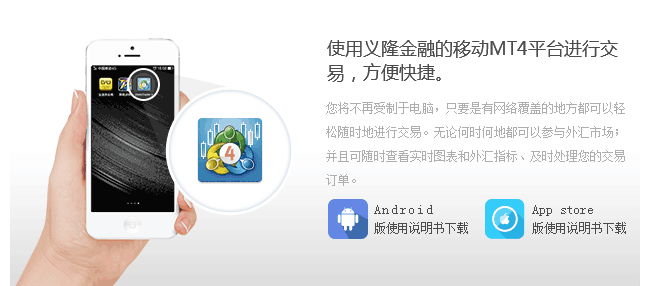 使用义隆金融的移动MT4平台进行交
易，方便快捷。
您将不再受制于电脑，只要是有网络覆盖的地方都可以轻
松随时地进行交易。无论何时何地都可以参与外汇市场；
并且可随时查看实时图表和外汇指标、及时处理您的交易
订单。
Android
版使用说明书下载
App store
版使用说明书下载
4